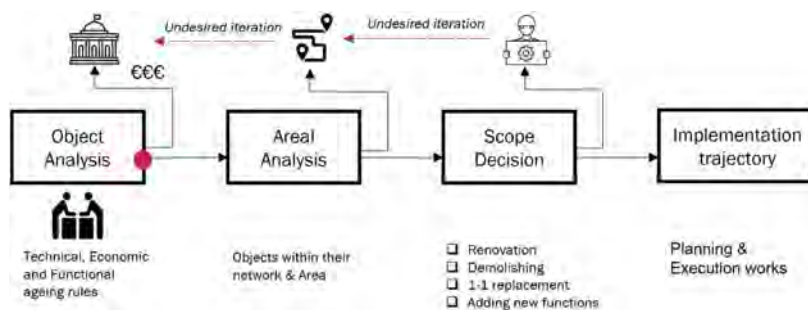 Undesired iteration
Undesired iteration
€€€
Object
Analysis
Areal
Analysis
Scope
Decision
Implementation
trajectory
Technical, Economic
and Functional
ageing rules
Objects within their
network & Area
Renovation
Demolishing
1-1 replacement
Adding new functions
Planning &
Execution works